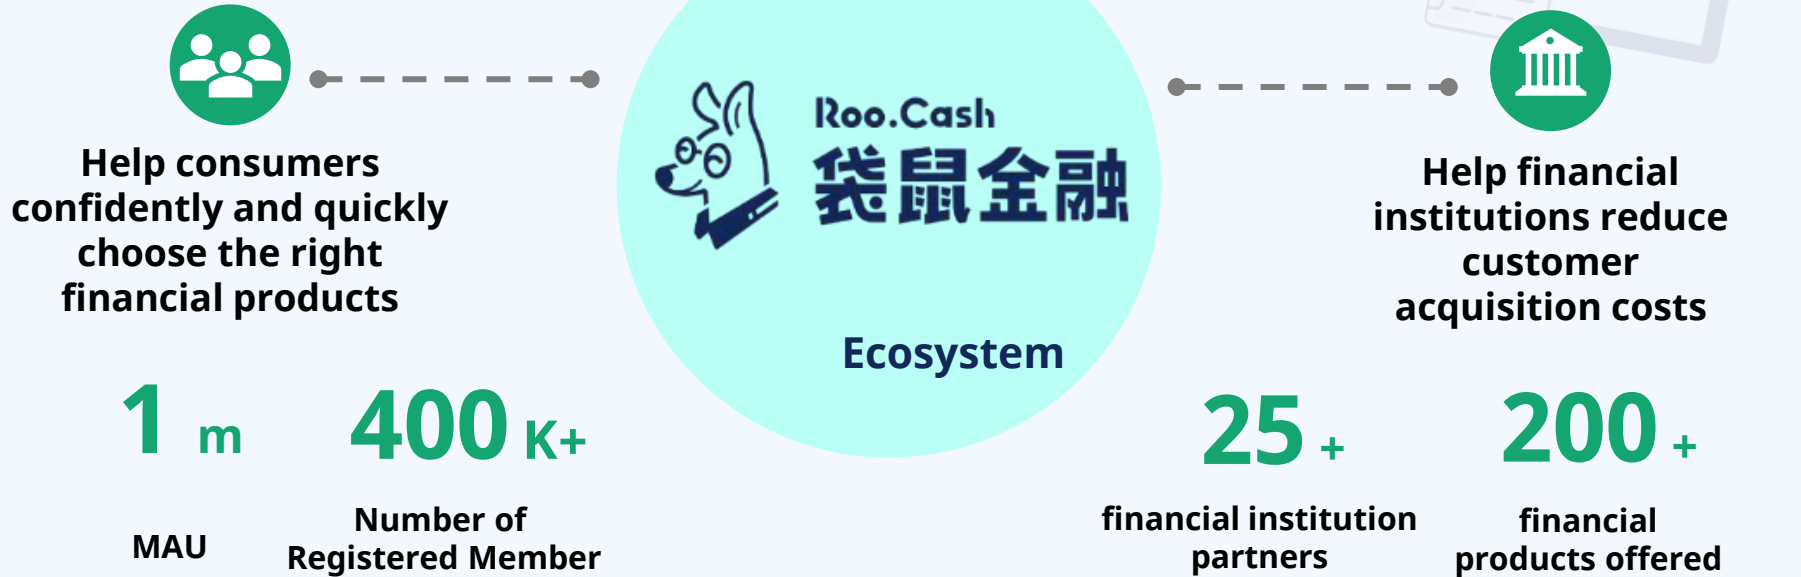 Help consumers
confidently and quickly
choose the right
financial products
1 m
MAU
400 K+
Number of
Registered Member
Roo.Cash
袋鼠金融
Ecosystem
Help financial
institutions reduce
customer
acquisition costs
25 +
financial institution
partners
200 +
financial
products offered